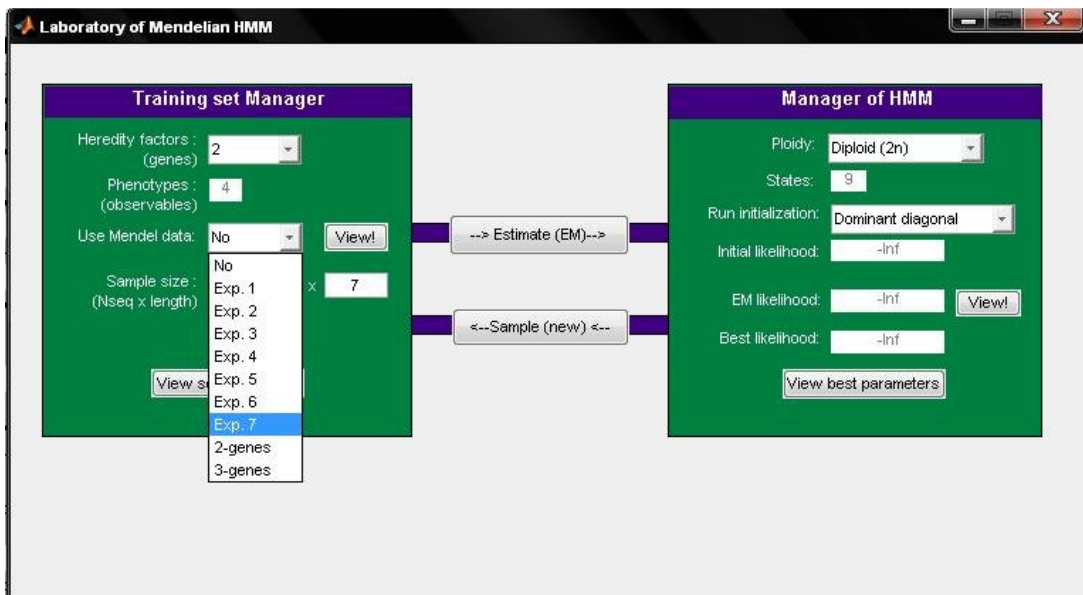 Laboratory of Mendelian HMM
Training set Manager
Heredity factors :
(genes)
2
Phenotypes :
(observables)
4
Use Mendel data:
No
View!
No
Exp. 1
Exp. 2
Exp. 3
Exp. 4
Exp. 5
Exp. 6
Exp. 7
2-genes
3-genes
Sample size :
(Nseq x length)
x
7
View
--> Estimate (EM)-->
<--Sample (new) <--
Manager of HMM
Ploidy:
Diploid (2n)
States:
9
Run initialization:
Dominant diagonal
Initial likelihood:
-Inf
EM likelihood:
-Inf
View!
Best likelihood:
-Inf
View best parameters